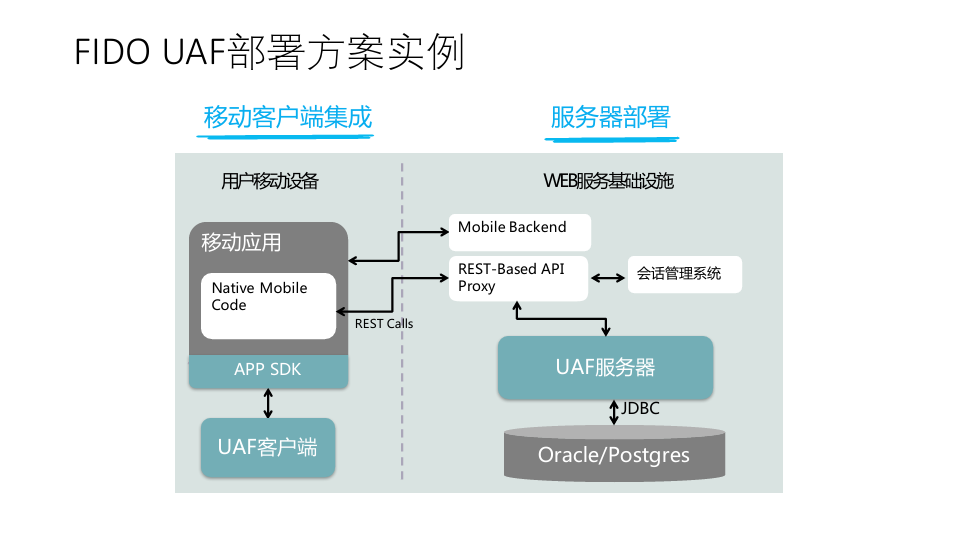 FIDO UAF部署方案实例
移动客户端集成
服务器部署
用户移动设备
WEB服务基础设施
移动应用
Native Mobile
Code
APP SDK
UAF客户端
REST Calls
Mobile Backend
REST-Based API
Proxy
会话管理系统
UAF服务器
JDBC
Oracle/Postgres